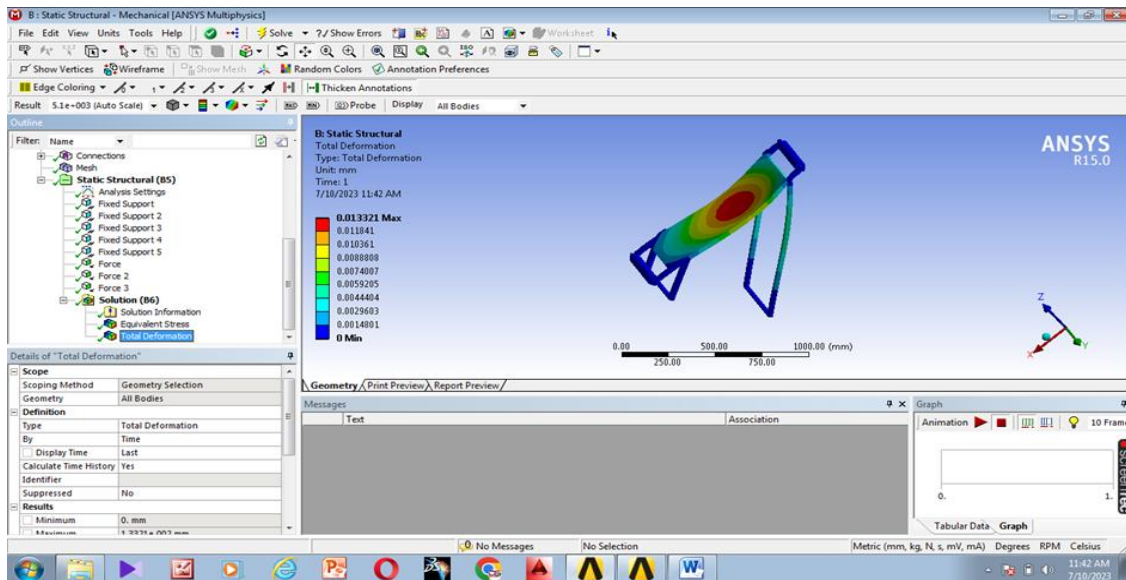 B : Static Structural - Mechanical [ANSYS Multiphysics]
File Edit View Units Tools Help Solve ?/ Show Errors A Worksheet
Show Vertices Wireframe Show Mesh Random Colors Annotation Preferences
Edge Coloring Thicken Annotations
Result 5.1e+003 (Auto Scale) Probe Display All Bodies
Outline
Filter: Name
Connections
Mesh
Static Structural (B5)
Analysis Settings
Fixed Support
Fixed Support 2
Fixed Support 3
Fixed Support 4
Fixed Support 5
Force
Force 2
Force 3
Solution (B6)
Solution Information
Equivalent Stress
Total Deformation
B: Static Structural
Total Deformation
Type: Total Deformation
Unit: mm
Time: 1
7/10/2023 11:42 AM
0.013321 Max
0.011841
0.010361
0.0088808
0.0074007
0.0059205
0.0044404
0.0029603
0.0014801
0 Min
ANSYS
R15.0
0.00 500.00 1000.00 (mm)
250.00 750.00
Z
X Y
Geometry Print Preview Report Preview
Details of "Total Deformation"
Scope
Scoping Method Geometry Selection
Geometry All Bodies
Definition
Type Total Deformation
By Time
Display Time Last
Calculate Time History Yes
Identifier
Suppressed No
Results
Minimum 0. mm
Maximum 1.3321e-002 mm
Messages
Text Association
Graph
Animation 10 Frame
0. 1.
Tabular Data Graph
No Messages No Selection Metric (mm, kg, N, s, mV, mA) Degrees RPM Celsius
11:42 AM
7/10/2023